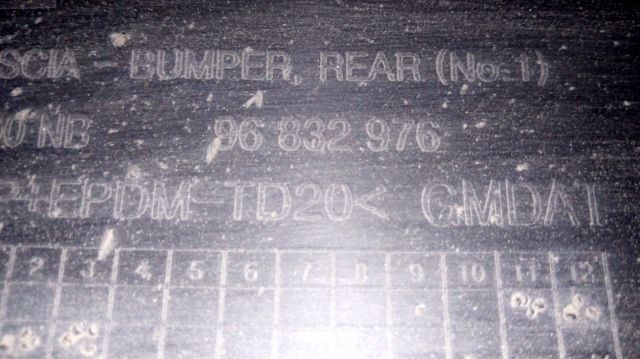 SCIA - BUMPER, REAR (No.1)
0 NB 96 832 976
P+EPDM-TD20< GMDA1
2 3 4 5 6 7 8 9 10 11 12